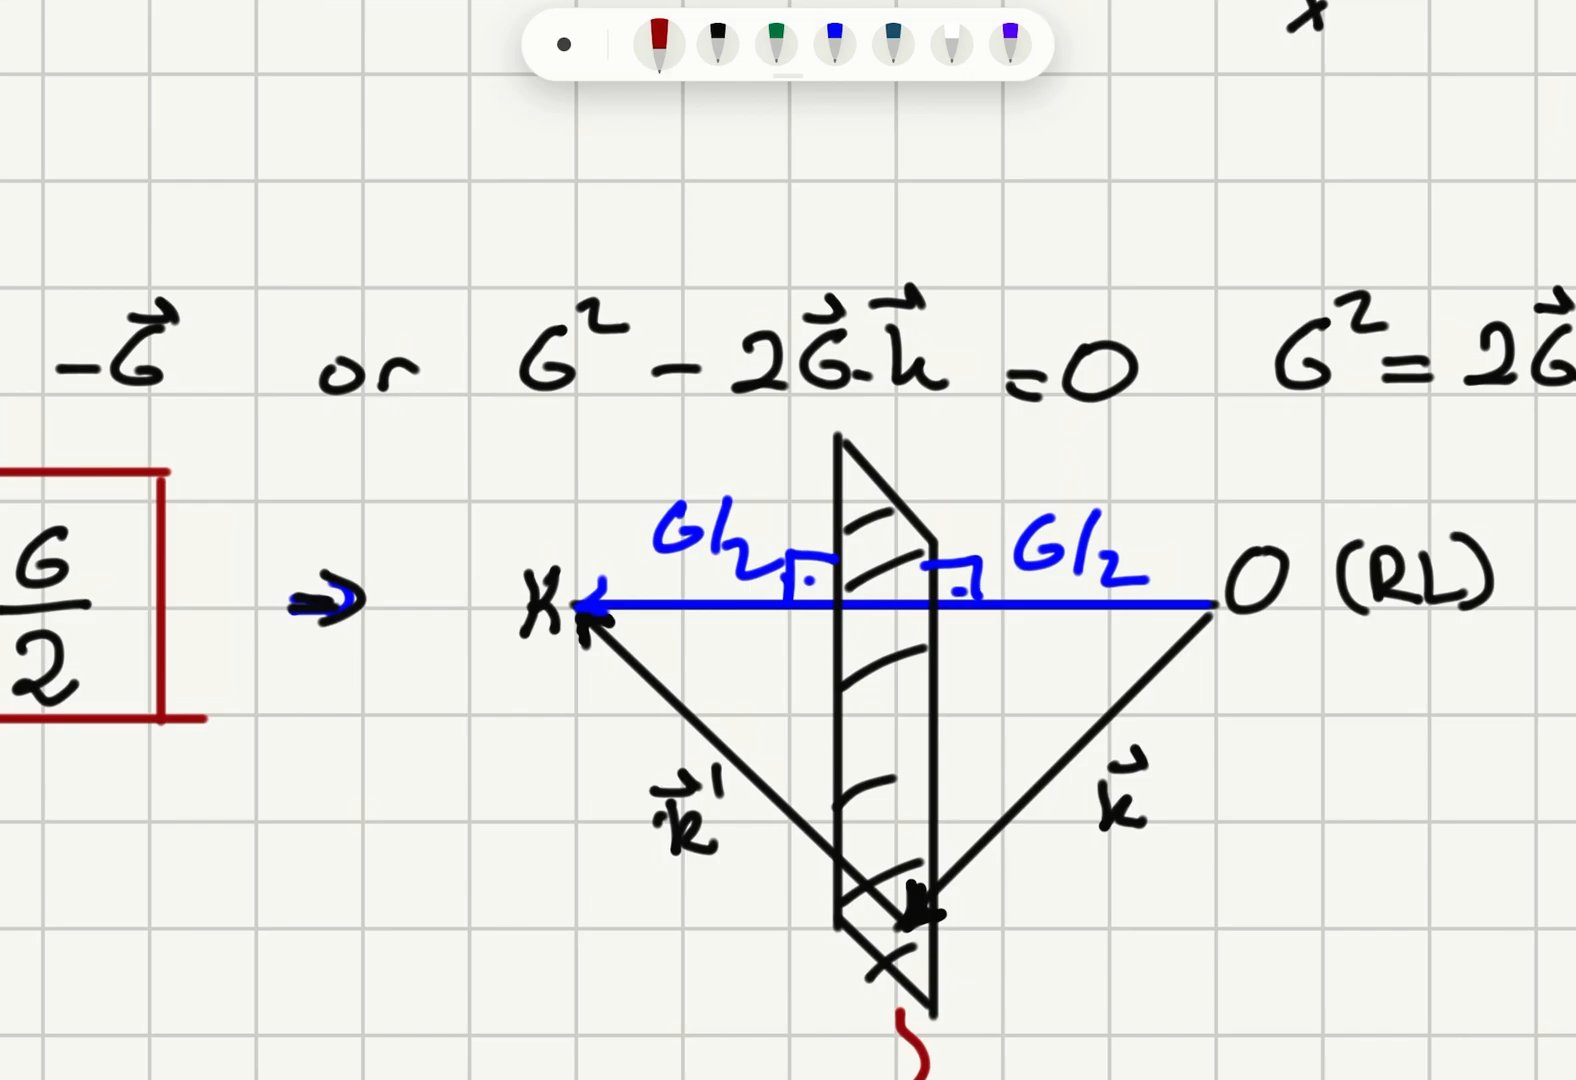 x
-G⃗ or G² - 2G⃗·k⃗ = 0 G² = 2G⃗
G/2 G/2
G/2 ⇒ K O (RL)
k⃗' k⃗